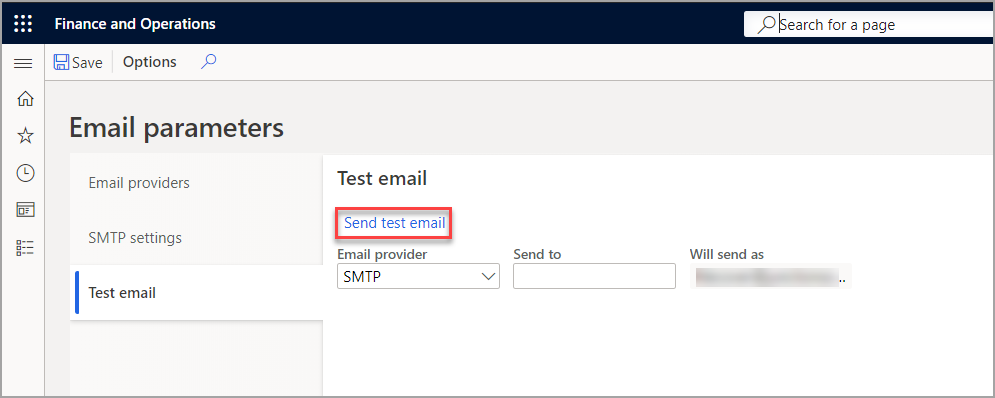 Finance and Operations
Search for a page
Save Options
Email parameters
Email providers
SMTP settings
Test email
Test email
Send test email
Email provider Send to Will send as
SMTP
..